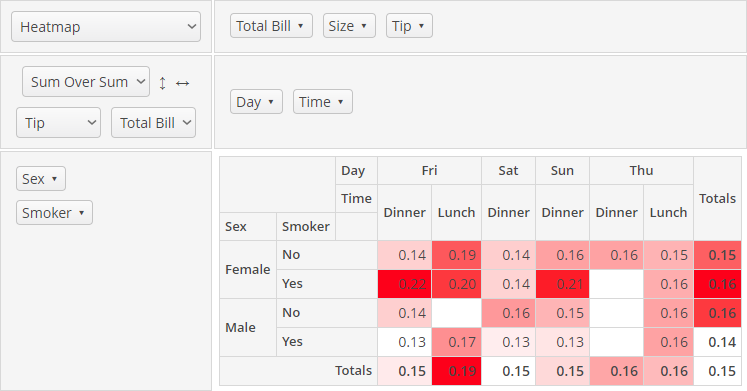 Heatmap
Total Bill ▾ Size ▾ Tip ▾
Sum Over Sum ↕ ↔
Tip Total Bill
Day ▾ Time ▾
Sex ▾
Smoker ▾
Day Fri Sat Sun Thu Totals
Time Dinner Lunch Dinner Dinner Dinner Lunch
Sex Smoker
Female No 0.14 0.19 0.14 0.16 0.16 0.15 0.15
Yes 0.22 0.20 0.14 0.21 0.16 0.16
Male No 0.14 0.16 0.15 0.16 0.16
Yes 0.13 0.17 0.13 0.13 0.16 0.14
Totals 0.15 0.19 0.15 0.15 0.16 0.16 0.15